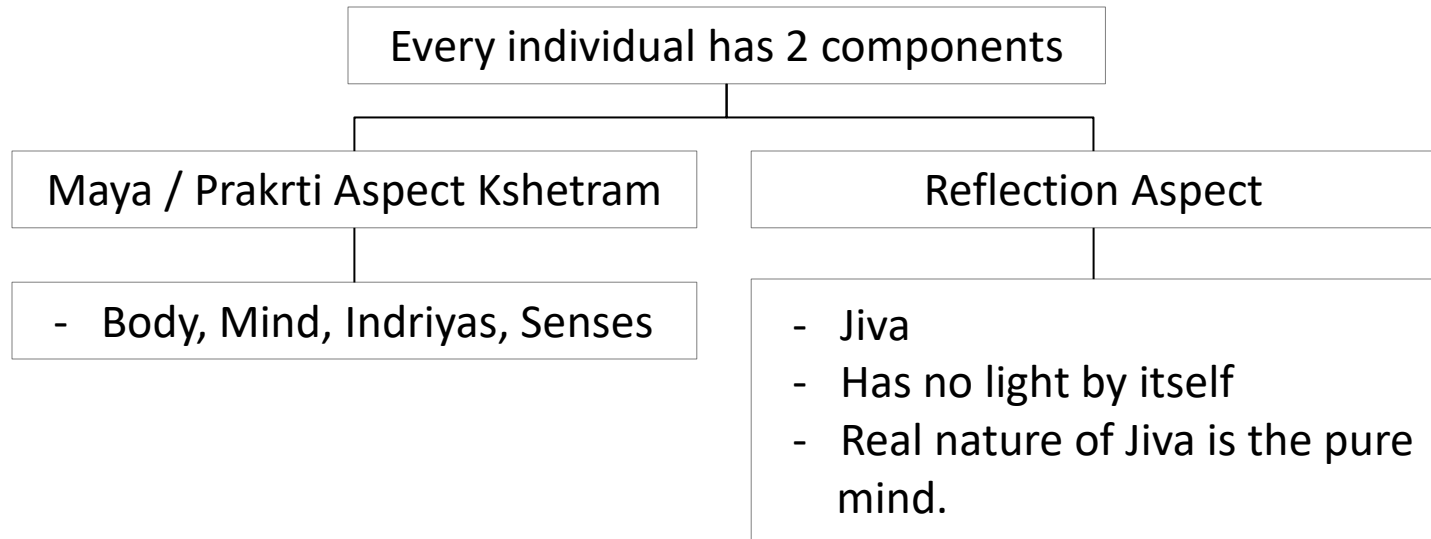 Every individual has 2 components
Maya / Prakrti Aspect Kshetram
Reflection Aspect
- Body, Mind, Indriyas, Senses
- Jiva
- Has no light by itself
- Real nature of Jiva is the pure
mind.